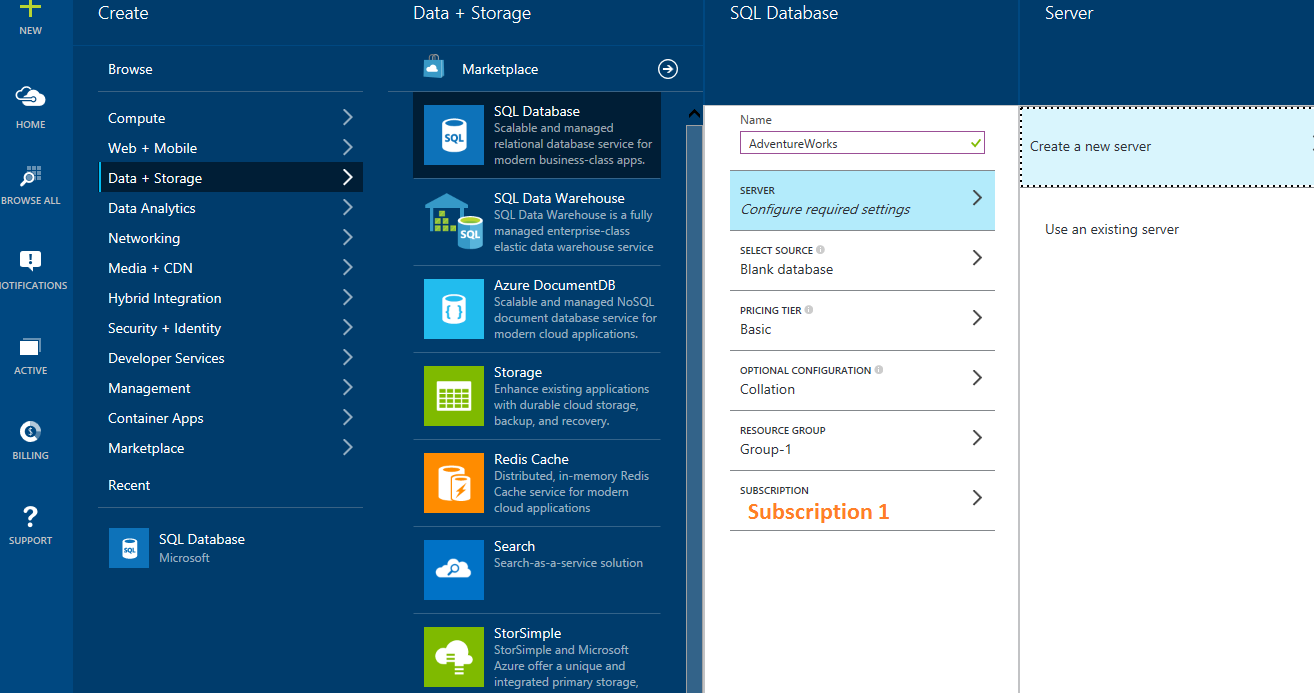 NEW
HOME
BROWSE ALL
NOTIFICATIONS
ACTIVE
BILLING
SUPPORT
Create
Browse
Compute
Web + Mobile
Data + Storage
Data Analytics
Networking
Media + CDN
Hybrid Integration
Security + Identity
Developer Services
Management
Container Apps
Marketplace
Recent
SQL
SQL Database
Microsoft
Data + Storage
Marketplace
SQL
SQL Database
Scalable and managed
relational database service for
modern business-class apps.
SQL
SQL Data Warehouse
SQL Data Warehouse is a fully
managed enterprise-class
elastic data warehouse service
Azure DocumentDB
Scalable and managed NoSQL
document database service for
modern cloud applications.
Storage
Enhance existing applications
with durable cloud storage,
backup, and recovery.
Redis Cache
Distributed, in-memory Redis
Cache service for modern
cloud applications
Search
Search-as-a-service solution
StorSimple
StorSimple and Microsoft
Azure offer a unique and
integrated primary storage,
SQL Database
Name
AdventureWorks
SERVER
Configure required settings
SELECT SOURCE
Blank database
PRICING TIER
Basic
OPTIONAL CONFIGURATION
Collation
RESOURCE GROUP
Group-1
SUBSCRIPTION
Subscription 1
Server
Create a new server
Use an existing server